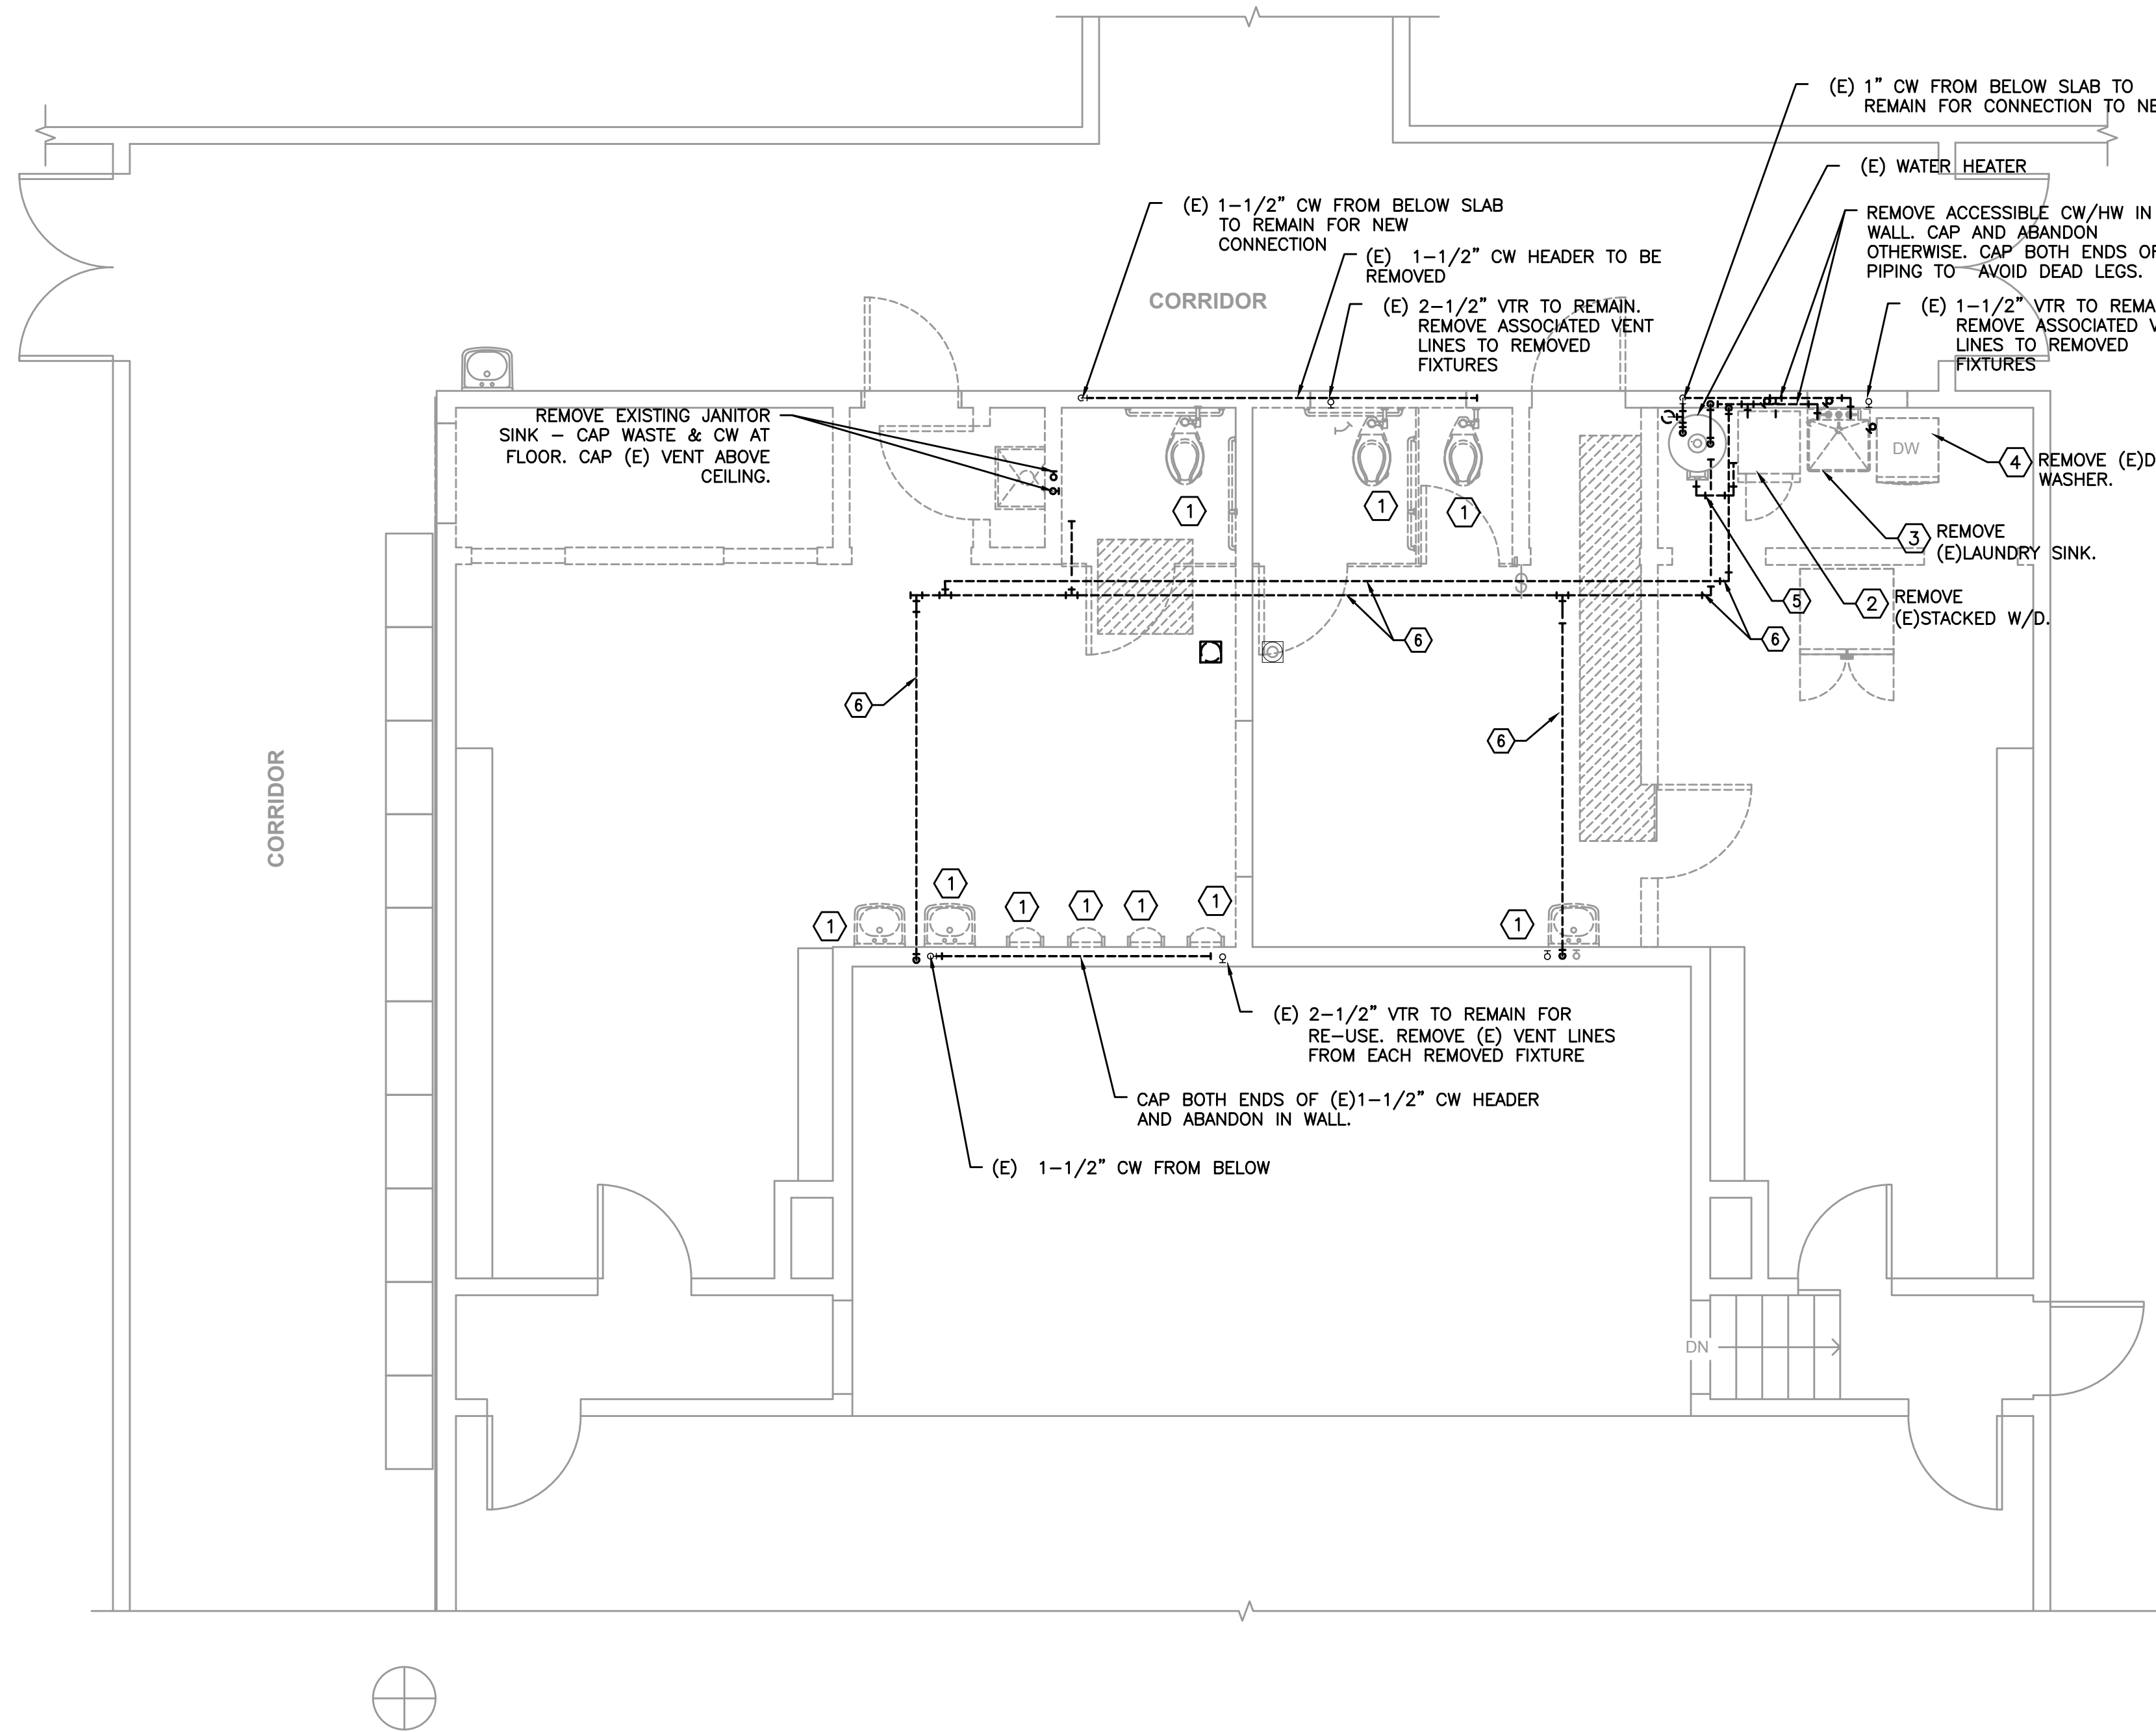 (E) 1" CW FROM BELOW SLAB TO
REMAIN FOR CONNECTION TO
(E) WATER HEATER
(E) 1-1/2" CW FROM BELOW SLAB
TO REMAIN FOR NEW
CONNECTION
REMOVE ACCESSIBLE CW/HW IN
WALL. CAP AND ABANDON
OTHERWISE. CAP BOTH ENDS
PIPING TO AVOID DEAD LEGS.
(E) 1-1/2" CW HEADER TO BE
REMOVED
CORRIDOR
(E) 2-1/2" VTR TO REMAIN.
REMOVE ASSOCIATED VENT
LINES TO REMOVED
FIXTURES
(E) 1-1/2" VTR TO
REMOVE ASSOCIATED
LINES TO REMOVED
FIXTURES
REMOVE EXISTING JANITOR
SINK - CAP WASTE & CW AT
FLOOR. CAP (E) VENT ABOVE
CEILING.
DW
4
REMOVE
WASHER.
1
1
1
3
REMOVE
(E)LAUNDRY SINK.
5
2
REMOVE
(E)STACKED W/D.
6
6
6
6
CORRIDOR
1
1
1
1
1
1
1
(E) 2-1/2" VTR TO REMAIN FOR
RE-USE. REMOVE (E) VENT LINES
FROM EACH REMOVED FIXTURE
CAP BOTH ENDS OF (E)1-1/2" CW HEADER
AND ABANDON IN WALL.
(E) 1-1/2" CW FROM BELOW
DN